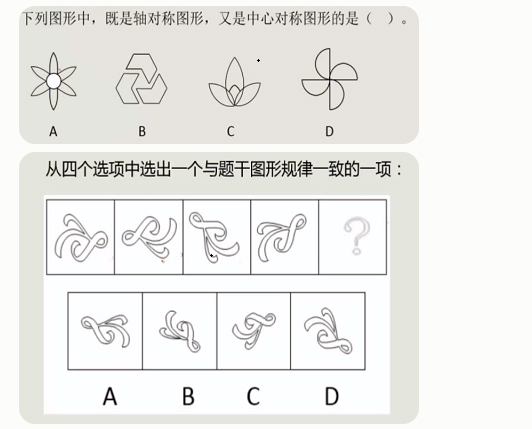 下列图形中，既是轴对称图形，又是中心对称图形的是（ ）。
A B C D
从四个选项中选出一个与题干图形规律一致的一项：
?
A B C D